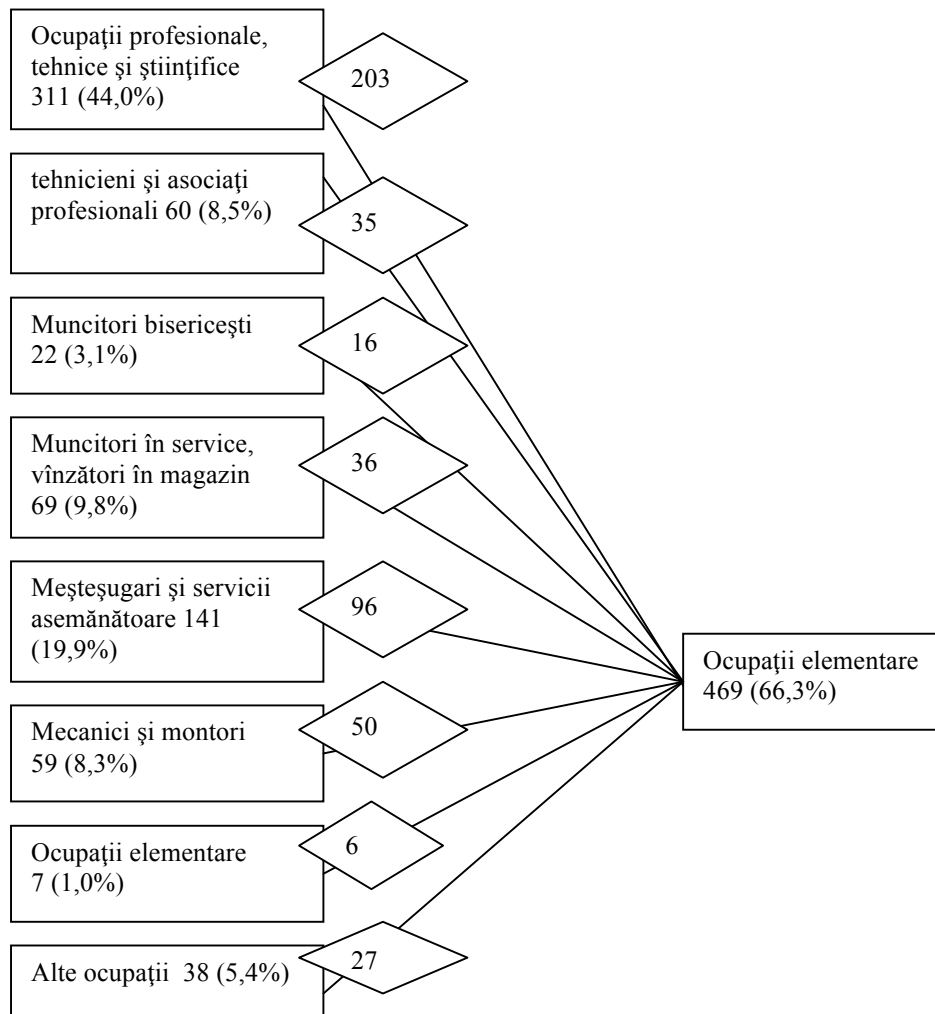 Ocupaţii profesionale,
tehnice şi ştiinţifice
311 (44,0%)
203
tehnicieni şi asociaţi
profesionali 60 (8,5%)
35
Muncitori bisericeşti
22 (3,1%)
16
Muncitori în service,
vînzători în magazin
69 (9,8%)
36
Meşteşugari şi servicii
asemănătoare 141
(19,9%)
96
Ocupaţii elementare
469 (66,3%)
Mecanici şi montori
59 (8,3%)
50
Ocupaţii elementare
7 (1,0%)
6
Alte ocupaţii 38 (5,4%)
27